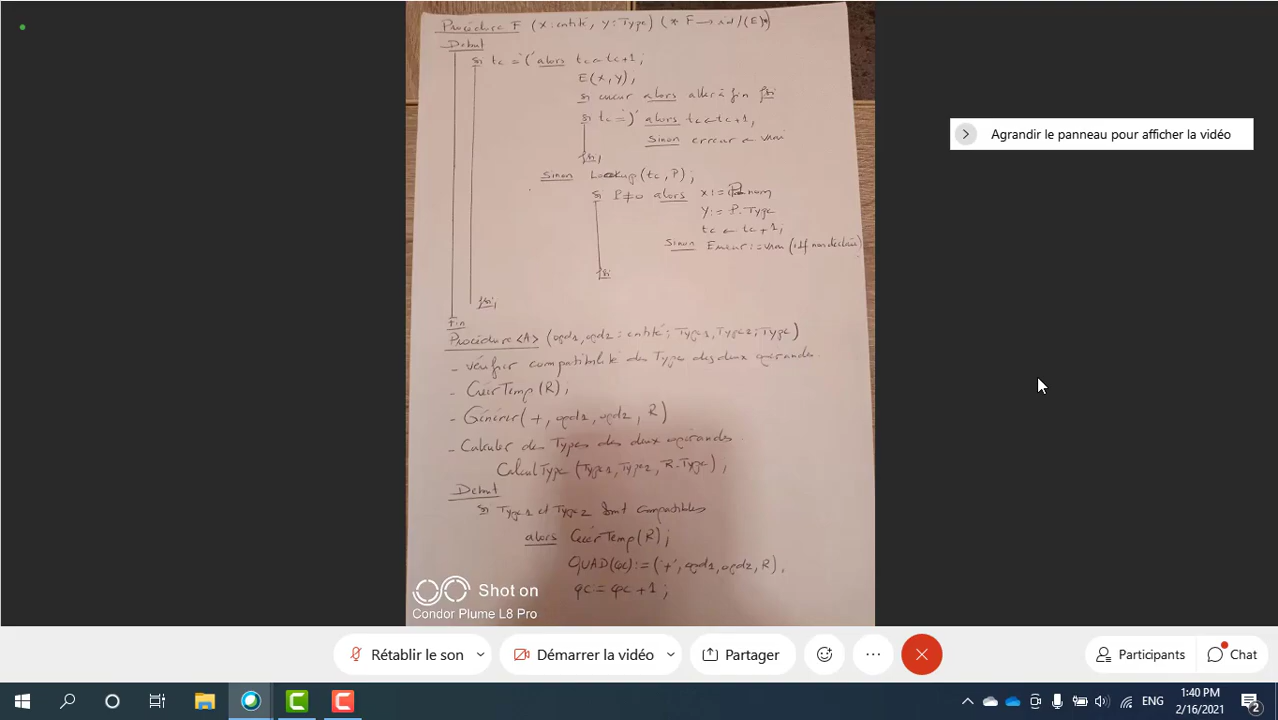 Procédure F (x: entité, y: Type) (* F → id /(E)*)
Debut
si tc = '(' alors tc ← tc+1;
E(x,y),
si erreur alors aller à fin fsi
si tc = ')' alors tc ← tc+1,
sinon erreur ← vrai
fsi,
sinon Lookup(tc, P);
si P≠0 alors x := P.nom
y := P.Type
tc ← tc+1,
sinon Erreur := vrai (idf non déclaré)
fsi
fsi,
fin
Procédure <A> (opd1, opd2 : entité; Type1, Type2; Type)
- vérifier compatibilité des Type des deux opérandes.
- CréerTemp(R);
- Générer(+, opd1, opd2, R)
- Calculer des Types des deux opérandes.
CalculType (Type1, Type2, R.Type),
Debut
si Type1 et Type2 sont compatibles
alors CréerTemp(R);
QUAD(qc) := ('+', opd1, opd2, R),
qc := qc +1;
Shot on
Condor Plume L8 Pro
Agrandir le panneau pour afficher la vidéo
Rétablir le son
Démarrer la vidéo
Partager
Participants
Chat
ENG
1:40 PM
2/16/2021
2